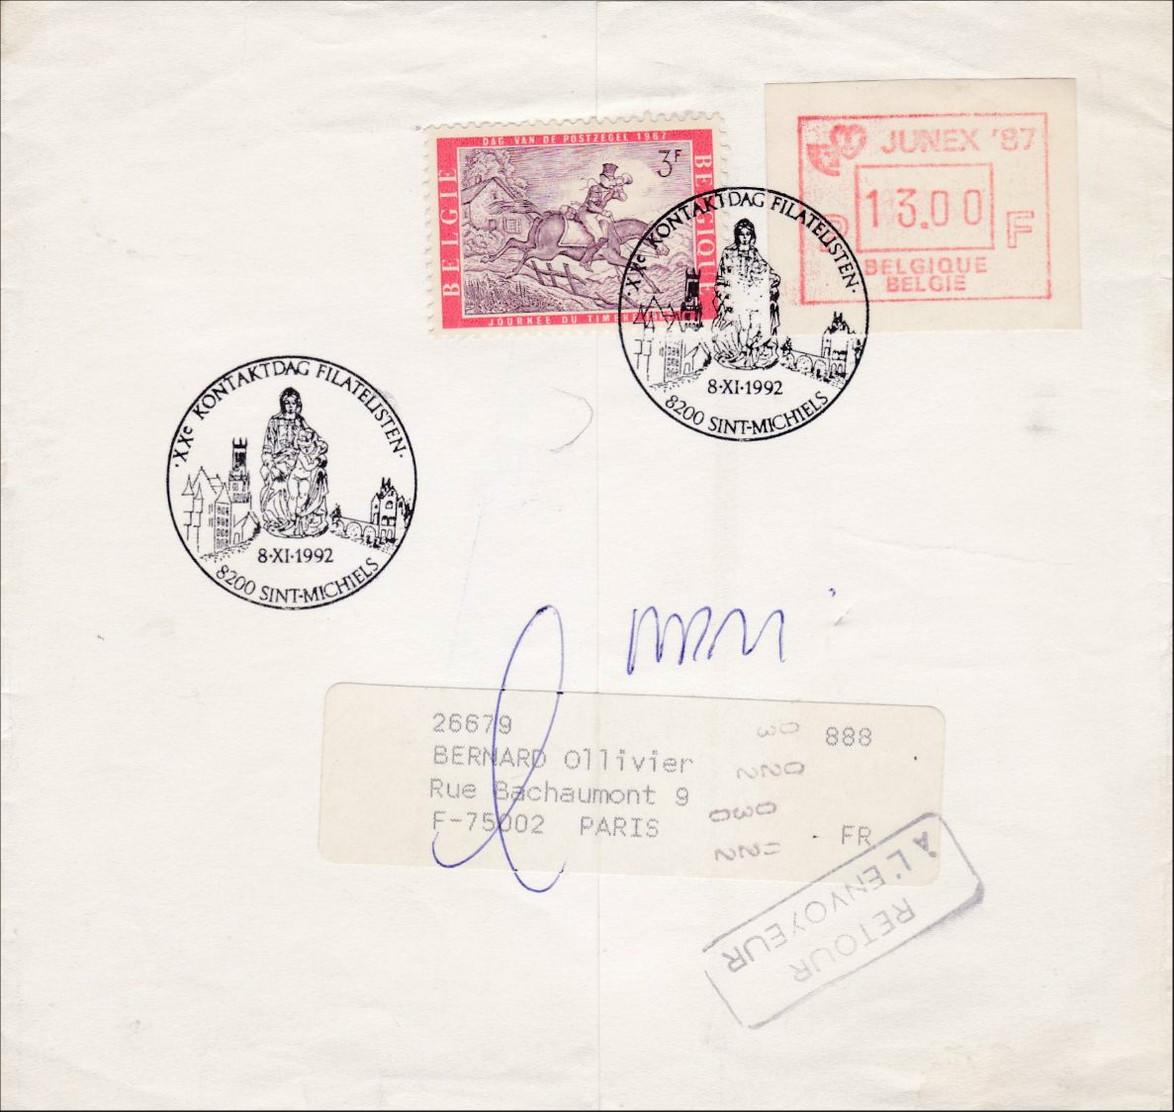 DAG VAN DE POSTZEGEL 1967
3F
BELGIE
BELGIQUE
JOURNÉE DU TIMBRE
JUNEX '87
P 13.00 F
BELGIQUE
BELGIE
·XXe KONTAKTDAG FILATELISTEN·
8·XI·1992
8200 SINT-MICHIELS
·XXe KONTAKTDAG FILATELISTEN·
8·XI·1992
8200 SINT-MICHIELS
26679 888
BERNARD Ollivier
Rue Bachaumont 9
F-75002 PARIS FR
RETOUR
À L'ENVOYEUR